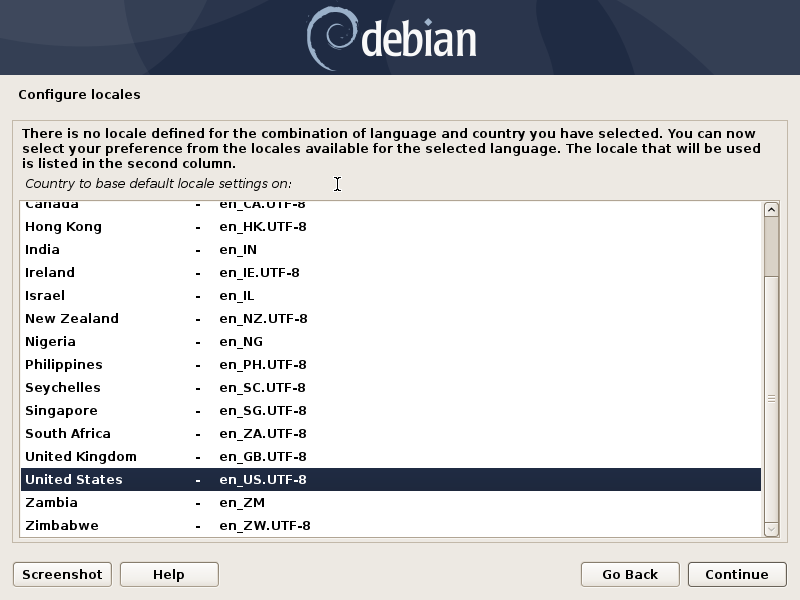 debian
Configure locales
There is no locale defined for the combination of language and country you have selected. You can now
select your preference from the locales available for the selected language. The locale that will be used
is listed in the second column.
Country to base default locale settings on:
Canada - en_CA.UTF-8
Hong Kong - en_HK.UTF-8
India - en_IN
Ireland - en_IE.UTF-8
Israel - en_IL
New Zealand - en_NZ.UTF-8
Nigeria - en_NG
Philippines - en_PH.UTF-8
Seychelles - en_SC.UTF-8
Singapore - en_SG.UTF-8
South Africa - en_ZA.UTF-8
United Kingdom - en_GB.UTF-8
United States - en_US.UTF-8
Zambia - en_ZM
Zimbabwe - en_ZW.UTF-8
Screenshot Help Go Back Continue